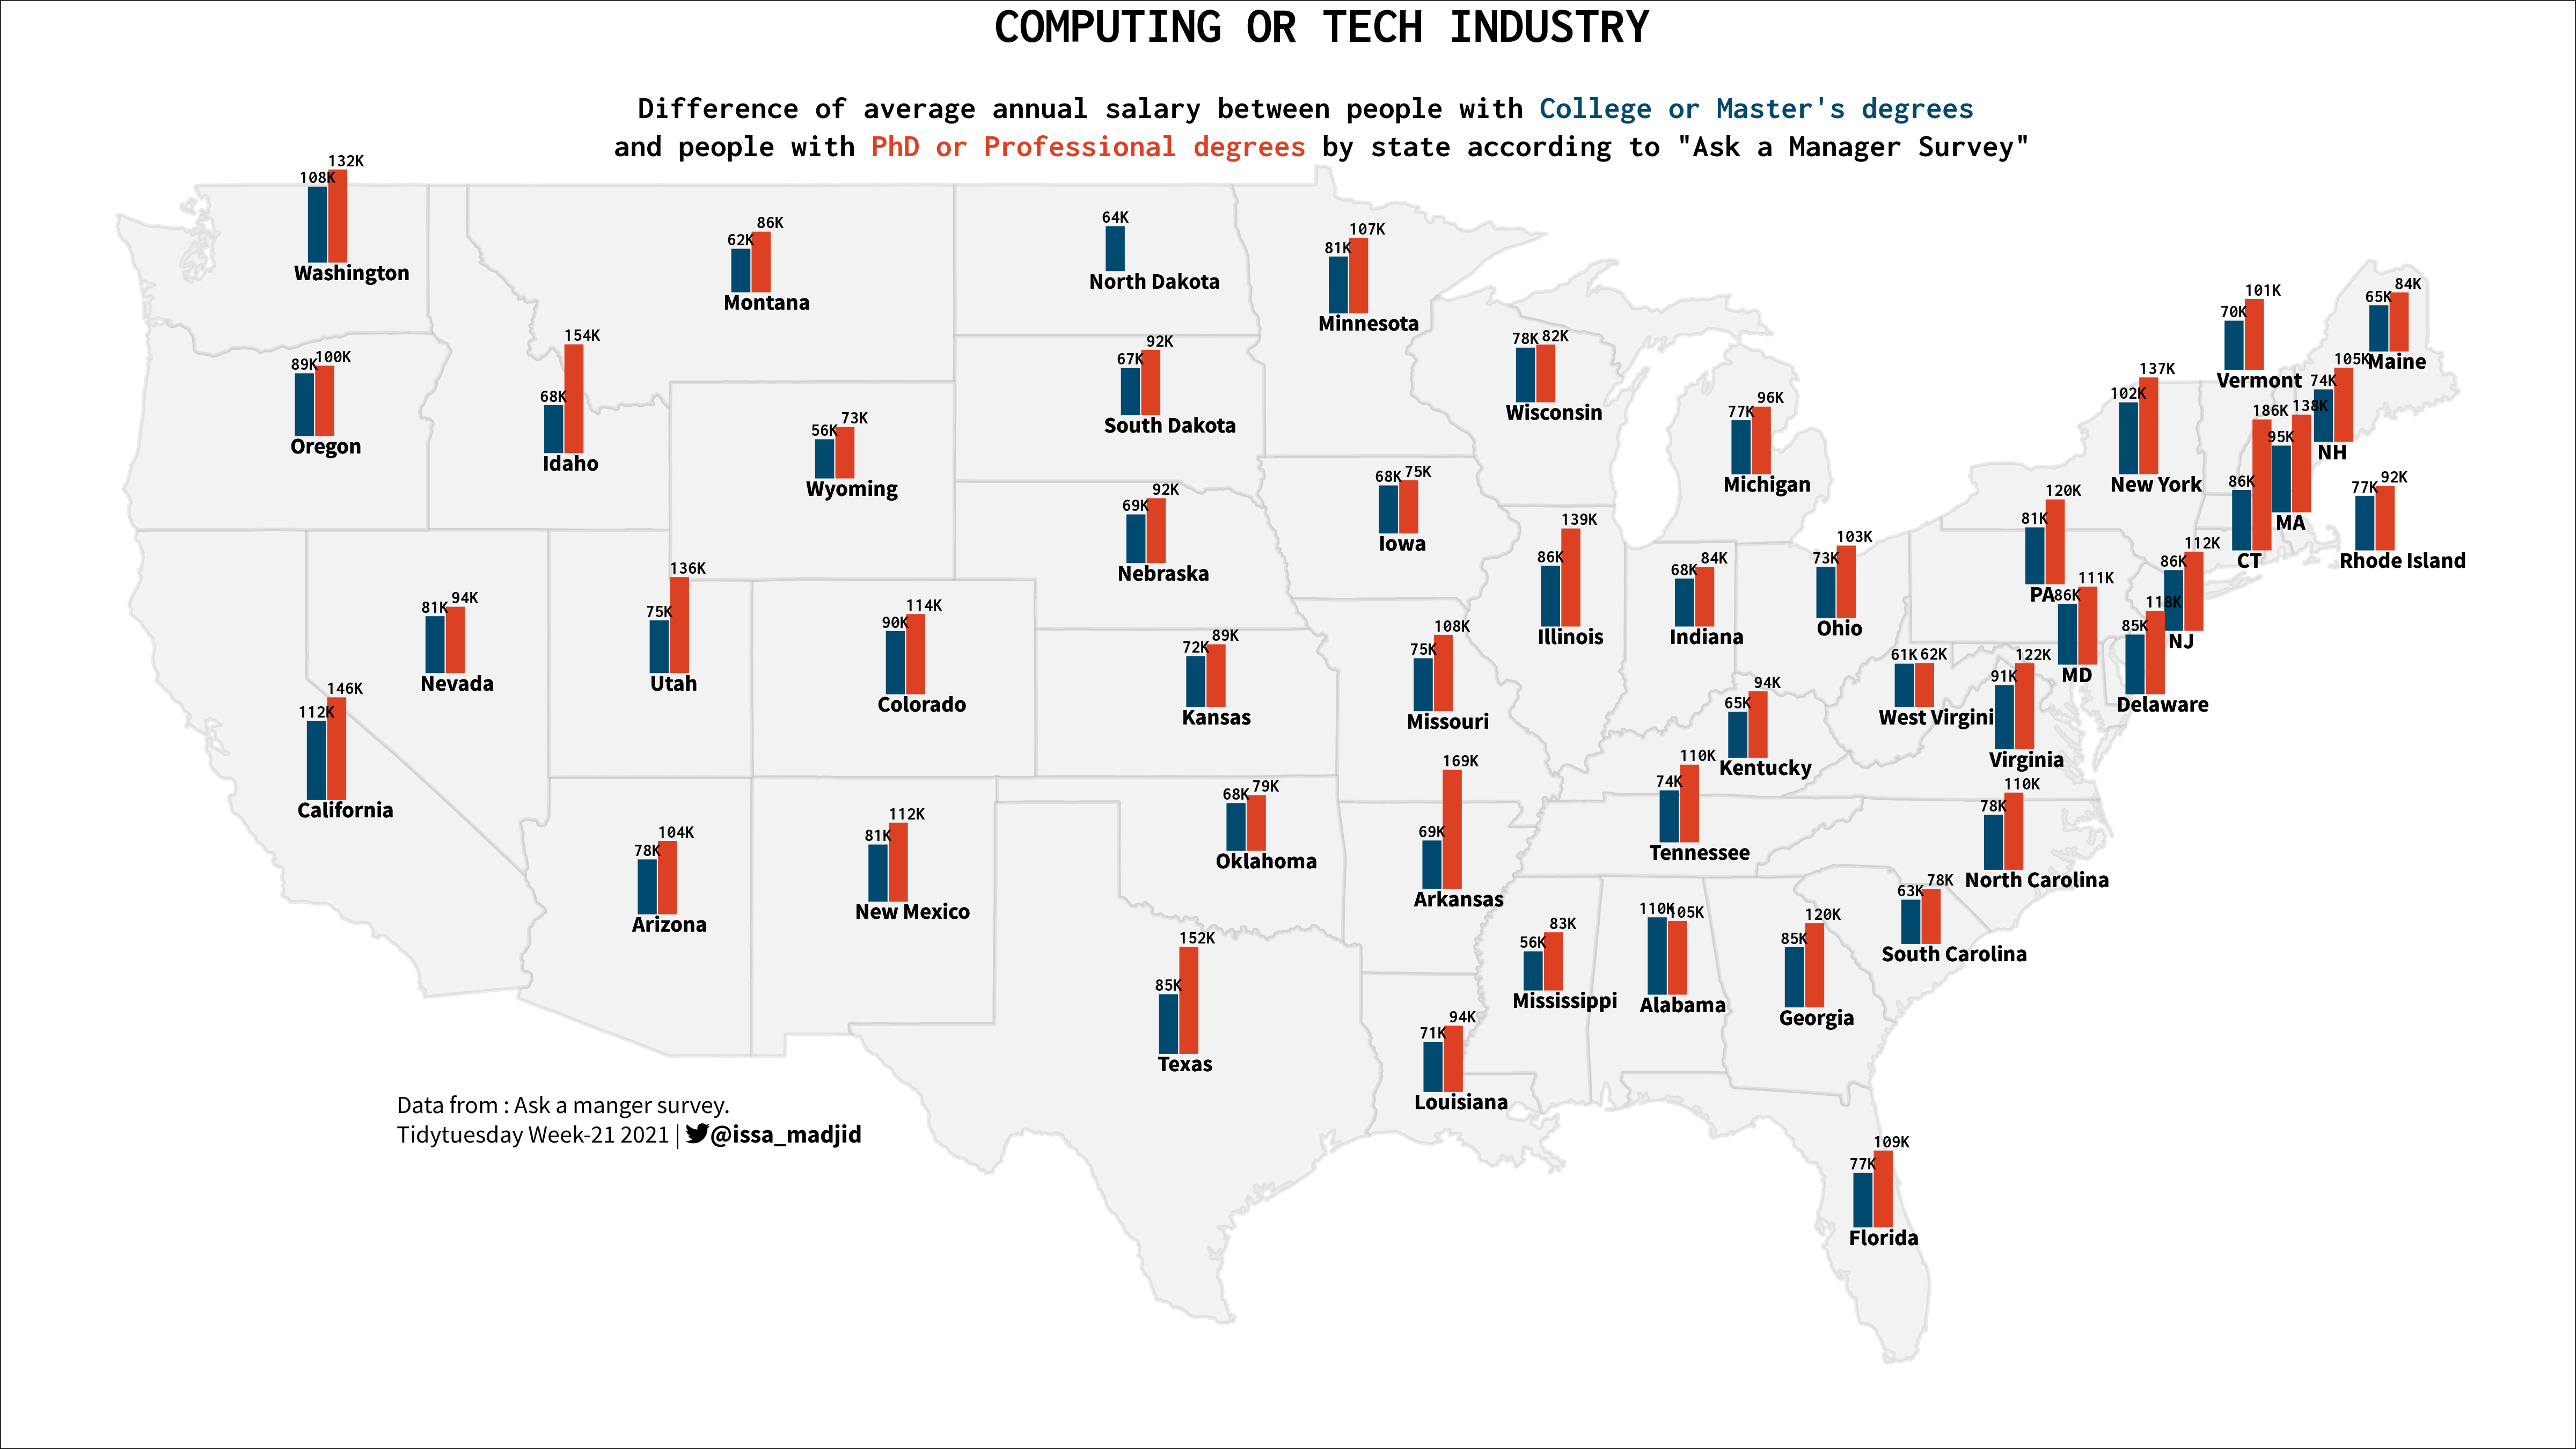 COMPUTING OR TECH INDUSTRY
Difference of average annual salary between people with College or Master's degrees
and people with PhD or Professional degrees by state according to "Ask a Manager Survey"
108K 132K
Washington
62K 86K
Montana
64K
North Dakota
81K 107K
Minnesota
89K 100K
Oregon
68K 154K
Idaho
56K 73K
Wyoming
67K 92K
South Dakota
78K 82K
Wisconsin
77K 96K
Michigan
70K 101K
Vermont
65K 84K
Maine
102K 137K
New York
74K 105K
NH
95K 138K
MA
86K 186K
CT
77K 92K
Rhode Island
69K 92K
Nebraska
68K 75K
Iowa
86K 139K
Illinois
68K 84K
Indiana
73K 103K
Ohio
81K 120K
PA
86K 112K
NJ
86K 111K
MD
85K 118K
Delaware
81K 94K
Nevada
75K 136K
Utah
90K 114K
Colorado
72K 89K
Kansas
75K 108K
Missouri
65K 94K
Kentucky
61K 62K
West Virgini
91K 122K
Virginia
112K 146K
California
78K 104K
Arizona
81K 112K
New Mexico
68K 79K
Oklahoma
69K 169K
Arkansas
74K 110K
Tennessee
78K 110K
North Carolina
63K 78K
South Carolina
85K 152K
Texas
71K 94K
Louisiana
56K 83K
Mississippi
110K 105K
Alabama
85K 120K
Georgia
77K 109K
Florida
Data from : Ask a manger survey.
Tidytuesday Week-21 2021 | @issa_madjid